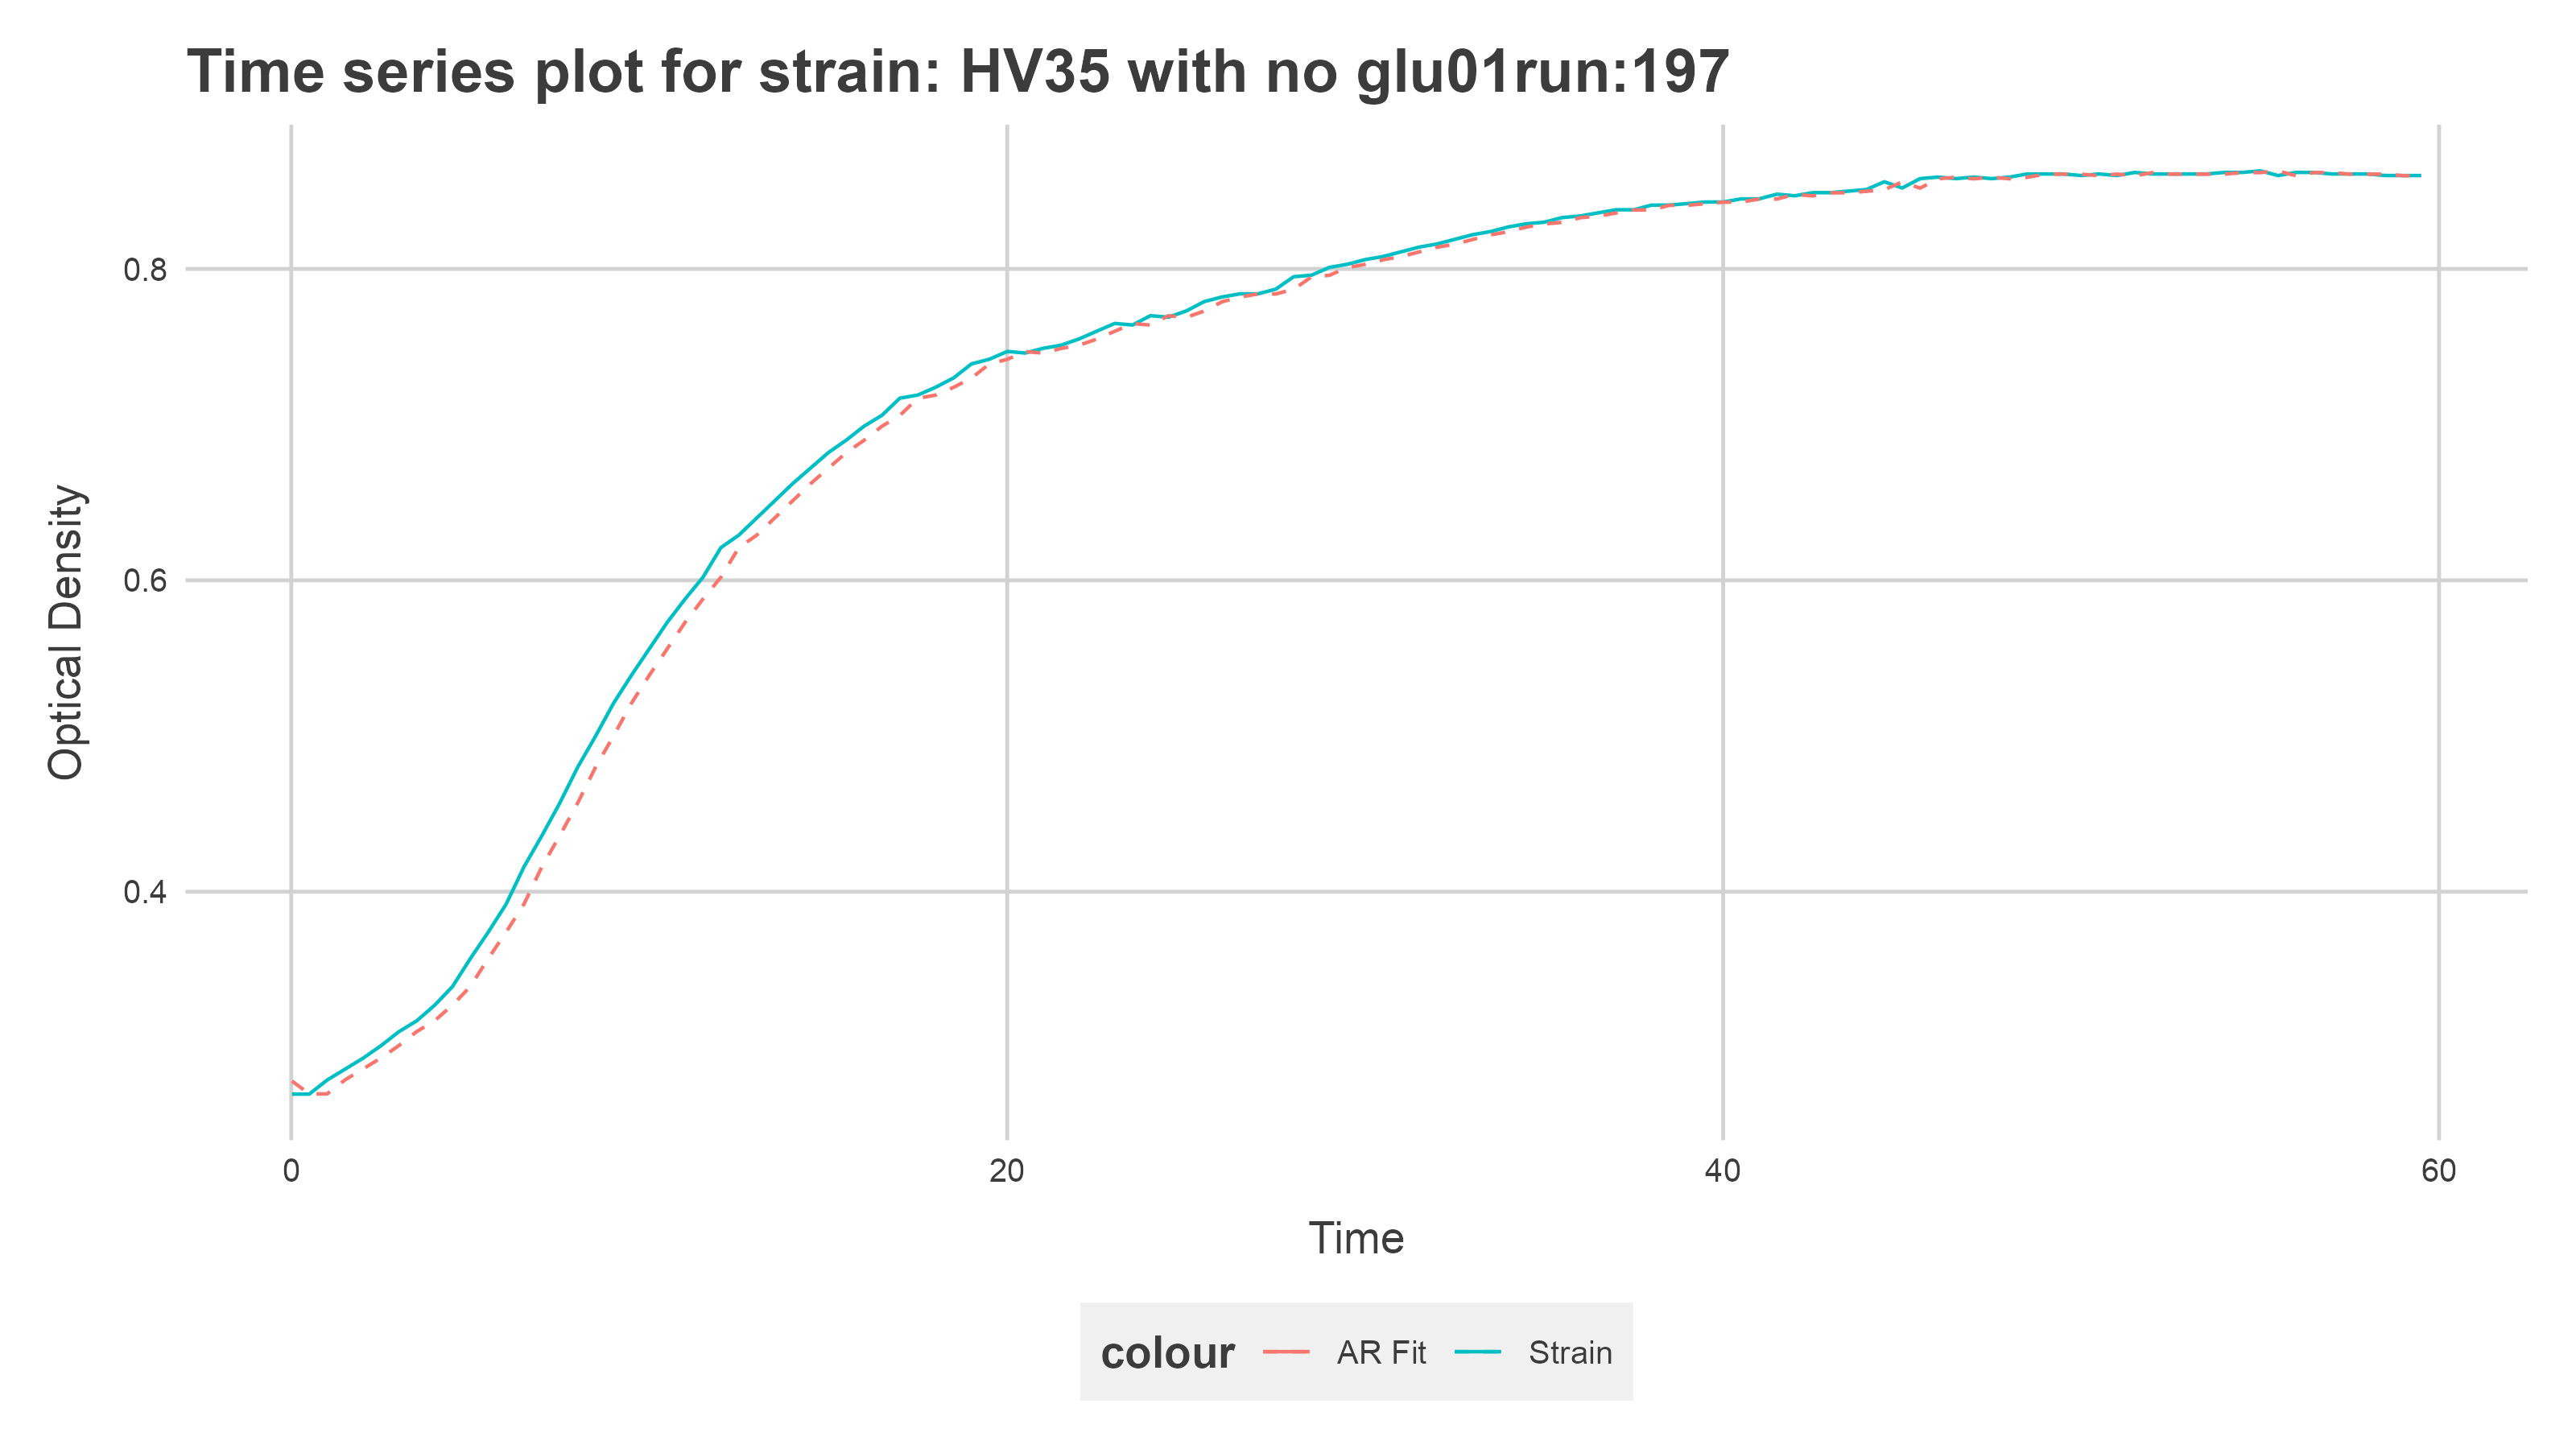 Time series plot for strain: HV35 with no glu01run:197
Optical Density
0.8
0.6
0.4
0 20 40 60
Time
colour AR Fit Strain